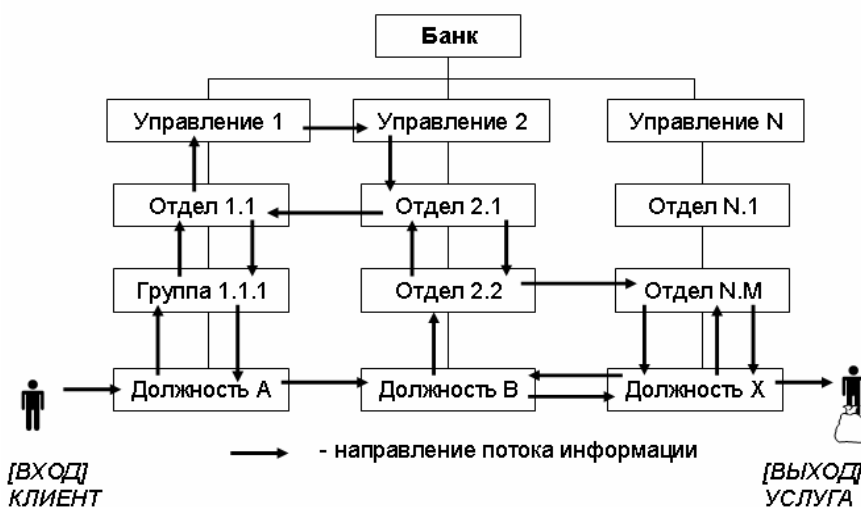 Банк
Управление 1
Управление 2
Управление N
Отдел 1.1
Отдел 2.1
Отдел N.1
Группа 1.1.1
Отдел 2.2
Отдел N.M
Должность A
Должность B
Должность X
- направление потока информации
[ВХОД]
КЛИЕНТ
[ВЫХОД]
УСЛУГА